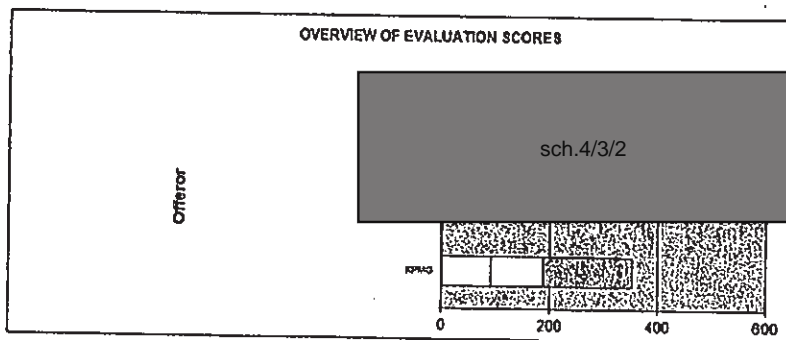 OVERVIEW OF EVALUATION SCORES
sch.4/3/2
Offeror
KPMG
0 200 400 600